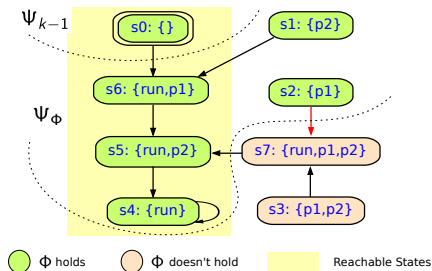 Ψk−1
s0: {}
s1: {p2}
s6: {run,p1}
s2: {p1}
ΨΦ
s5: {run,p2}
s7: {run,p1,p2}
s4: {run}
s3: {p1,p2}
Φ holds
Φ doesn't hold
Reachable States